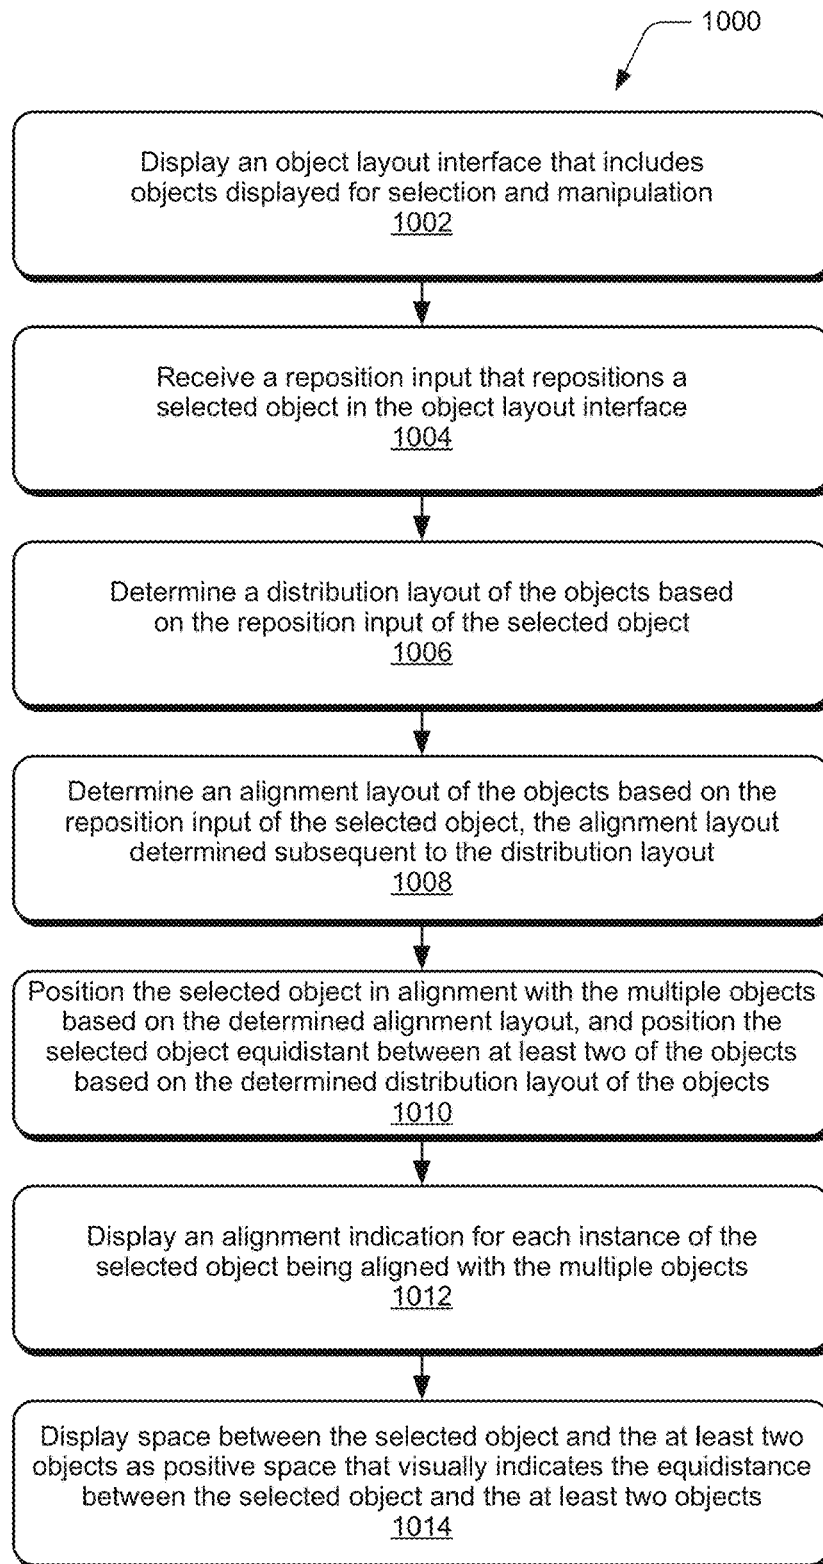 1000
Display an object layout interface that includes
objects displayed for selection and manipulation
1002
Receive a reposition input that repositions a
selected object in the object layout interface
1004
Determine a distribution layout of the objects based
on the reposition input of the selected object
1006
Determine an alignment layout of the objects based on the
reposition input of the selected object, the alignment layout
determined subsequent to the distribution layout
1008
Position the selected object in alignment with the multiple objects
based on the determined alignment layout, and position the
selected object equidistant between at least two of the objects
based on the determined distribution layout of the objects
1010
Display an alignment indication for each instance of the
selected object being aligned with the multiple objects
1012
Display space between the selected object and the at least two
objects as positive space that visually indicates the equidistance
between the selected object and the at least two objects
1014